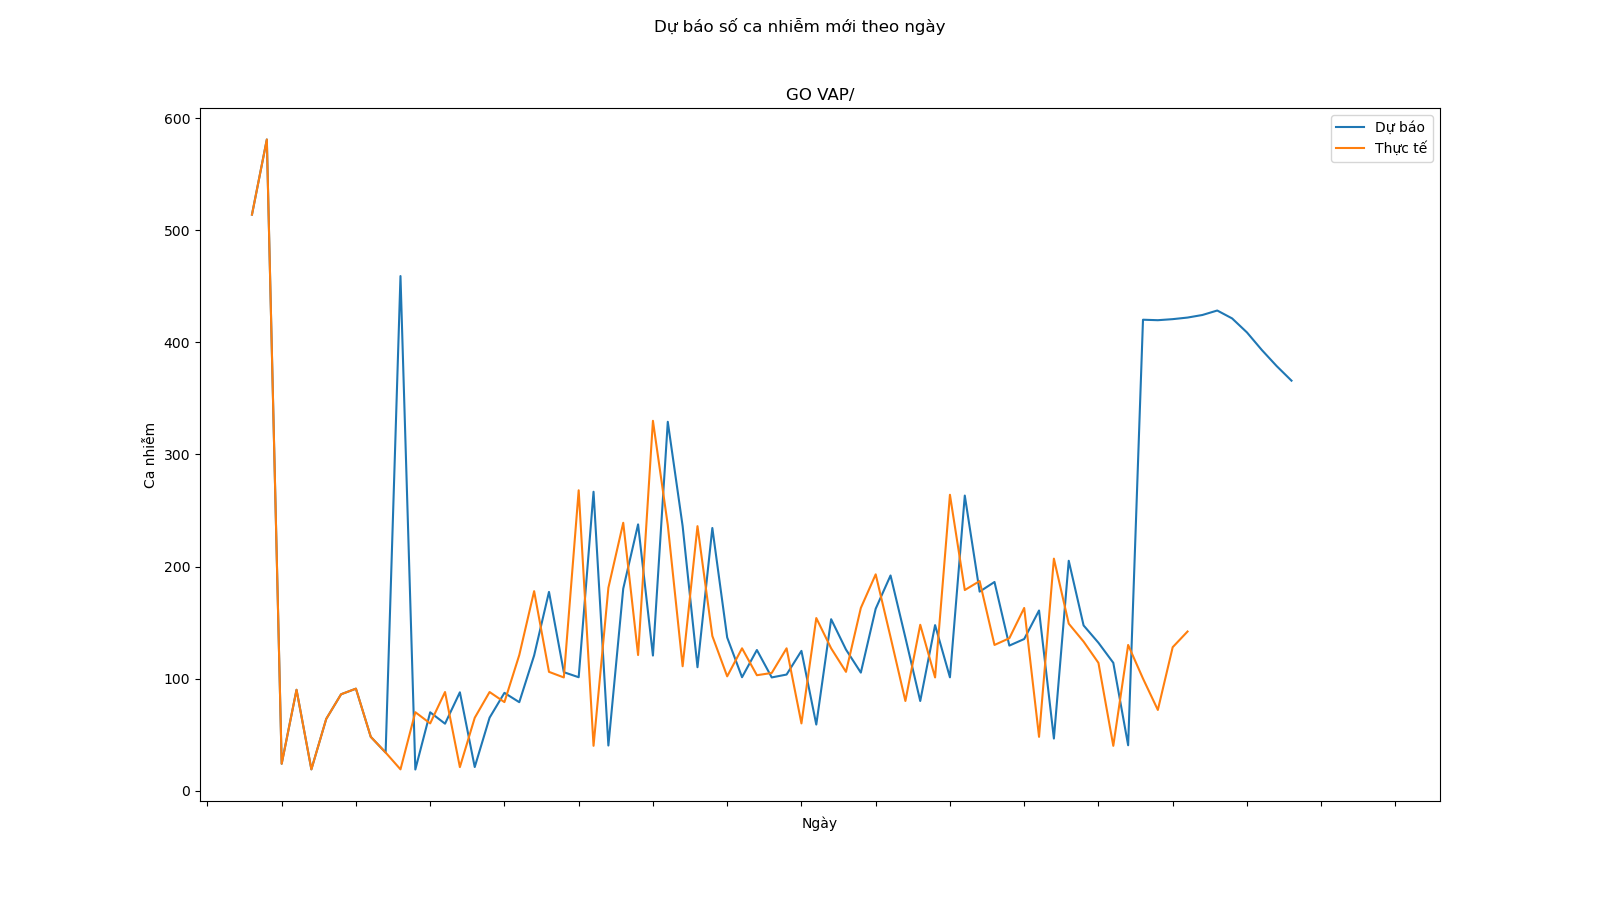 Dự báo số ca nhiễm mới theo ngày
GO VAP/
Dự báo
Thực tế
600
500
400
300
200
100
0
Ca nhiễm
Ngày